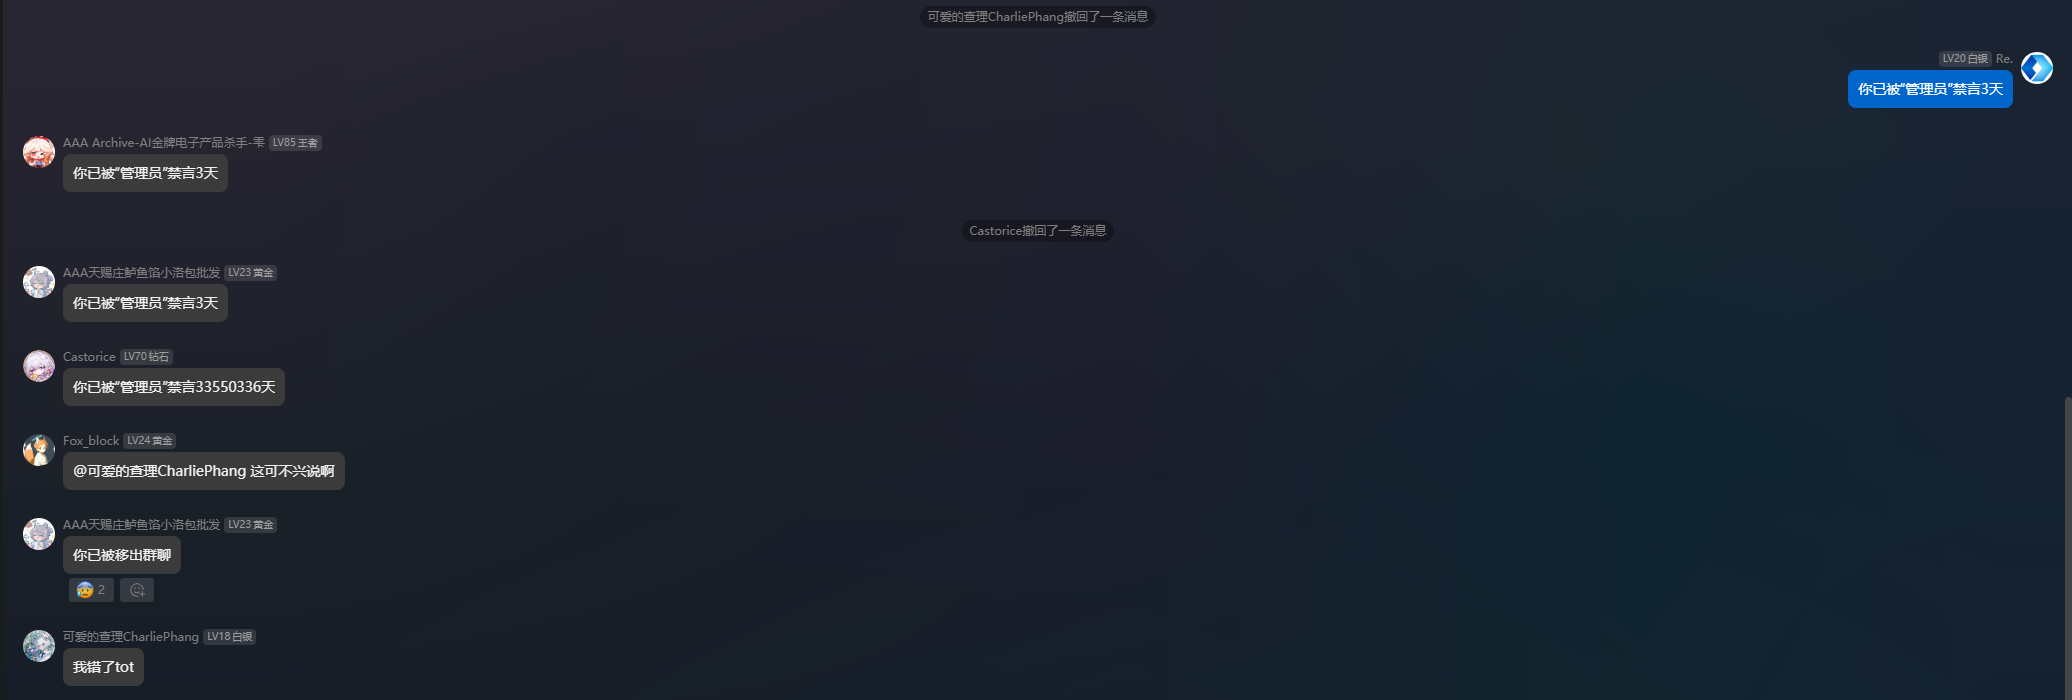 可爱的查理CharliePhang撤回了一条消息
LV20 白银 Re.
你已被“管理员”禁言3天
AAA Archive-AI金牌电子产品杀手-雫 LV85 王者
你已被“管理员”禁言3天
Castorice撤回了一条消息
AAA天赐庄鲈鱼馅小洛包批发 LV23 黄金
你已被“管理员”禁言3天
Castorice LV70 钻石
你已被“管理员”禁言33550336天
Fox_block LV24 黄金
@可爱的查理CharliePhang 这可不兴说啊
AAA天赐庄鲈鱼馅小洛包批发 LV23 黄金
你已被移出群聊
2
可爱的查理CharliePhang LV18 白银
我错了tot